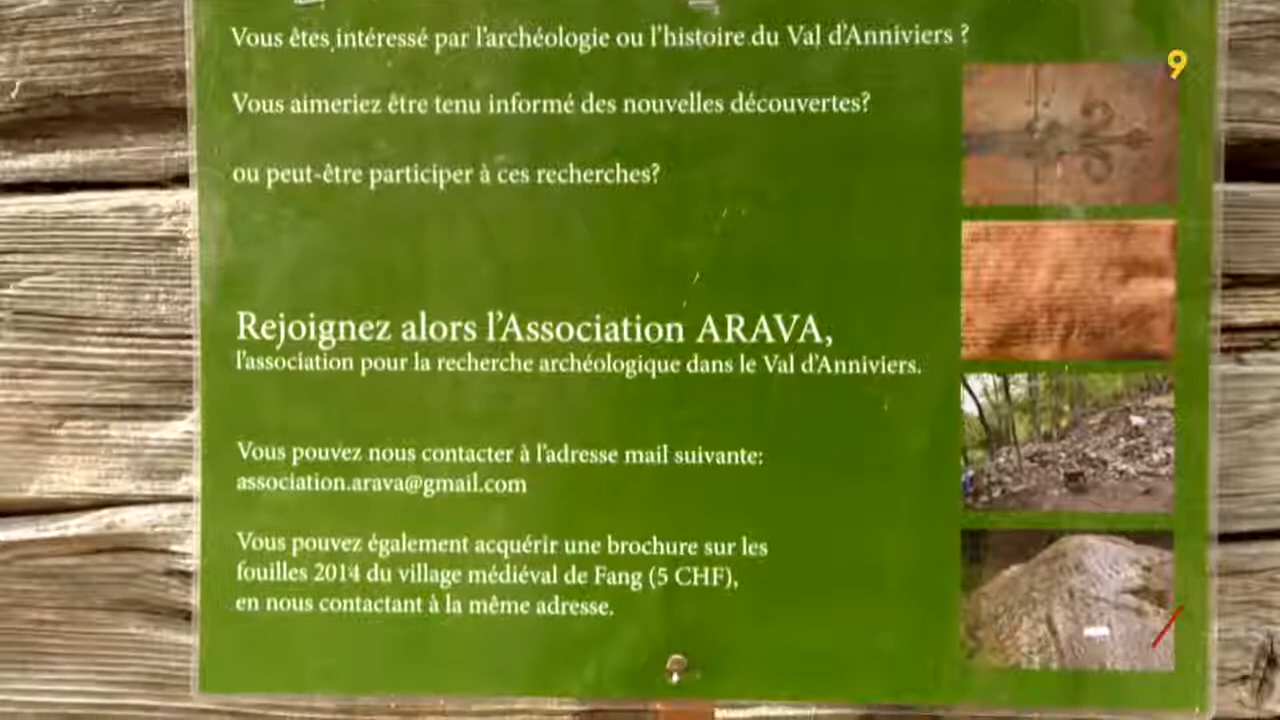 Vous êtes intéressé par l'archéologie ou l'histoire du Val d'Anniviers ?
9
Vous aimeriez être tenu informé des nouvelles découvertes?
ou peut-être participer à ces recherches?
Rejoignez alors l'Association ARAVA,
l'association pour la recherche archéologique dans le Val d'Anniviers.
Vous pouvez nous contacter à l'adresse mail suivante:
association.arava@gmail.com
Vous pouvez également acquérir une brochure sur les
fouilles 2014 du village médiéval de Fang (5 CHF),
en nous contactant à la même adresse.